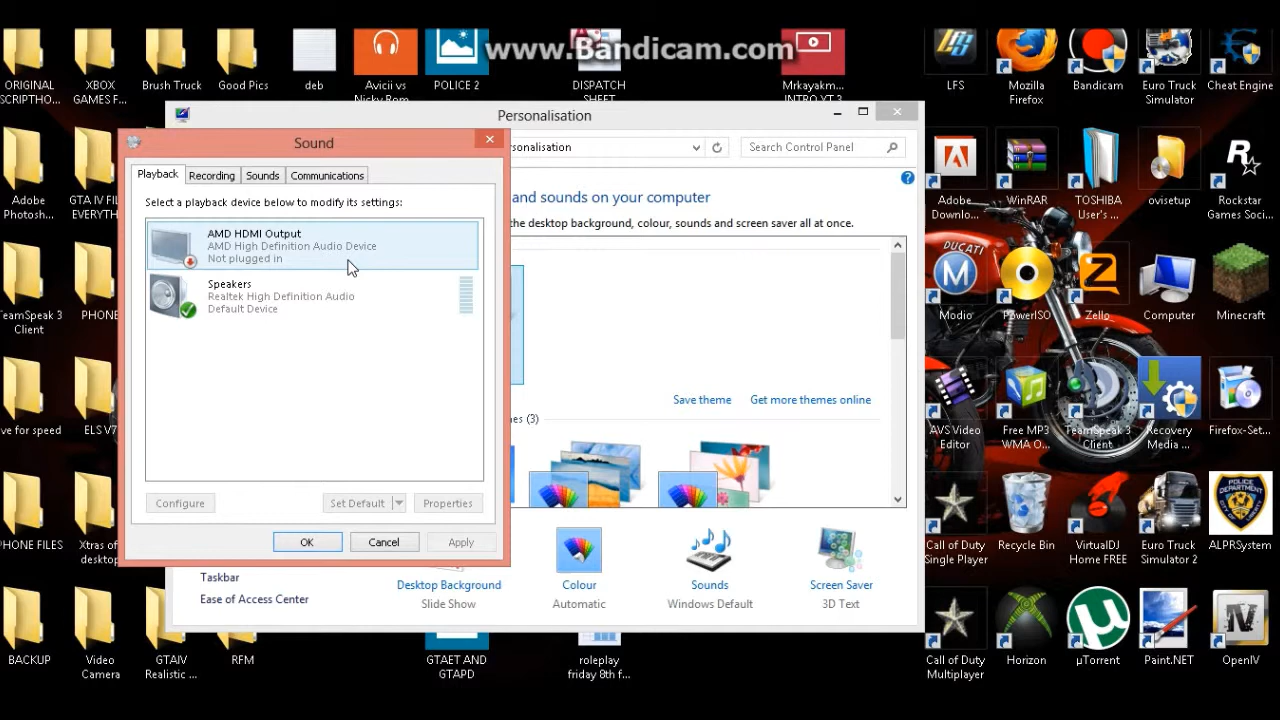 www.Bandicam.com
ORIGINAL
SCRIPTHO...
XBOX
GAMES F...
Brush Truck
Good Pics
deb
Avicii vs
Nicky Rom
POLICE 2
DISPATCH
SHEET
Mrkayakm...
INTRO YT 3
LFS
Mozilla
Firefox
Bandicam
Euro Truck
Simulator
Cheat Engine
Personalisation
Sound
ersonalisation
Search Control Panel
Playback
Recording
Sounds
Communications
Select a playback device below to modify its settings:
and sounds on your computer
the desktop background, colour, sounds and screen saver all at once.
AMD HDMI Output
AMD High Definition Audio Device
Not plugged in
Speakers
Realtek High Definition Audio
Default Device
Adobe
Photosh...
GTA IV FIL
EVERYTH
Adobe
Downlo...
WinRAR
TOSHIBA
User's ...
ovisetup
Rockstar
Games Soci...
DUCATI
TeamSpeak 3
Client
PHONE
Modio
PowerISO
Zello
Computer
Minecraft
Save theme
Get more themes online
mes (3)
ve for speed
ELS V7
AVS Video
Editor
Free MP3
WMA O...
TeamSpeak 3
Client
Recovery
Media ...
Firefox-Set...
Configure
Set Default
Properties
OK
Cancel
Apply
PHONE FILES
Xtras of
desktop
Taskbar
Ease of Access Center
Desktop Background
Slide Show
Colour
Automatic
Sounds
Windows Default
Screen Saver
3D Text
POLICE
Call of Duty
Single Player
Recycle Bin
VirtualDJ
Home FREE
Euro Truck
Simulator 2
ALPRSystem
BACKUP
Video
Camera
GTAIV
Realistic ...
RFM
GTAET AND
GTAPD
roleplay
friday 8th f...
Call of Duty
Multiplayer
Horizon
µTorrent
Paint.NET
OpenIV